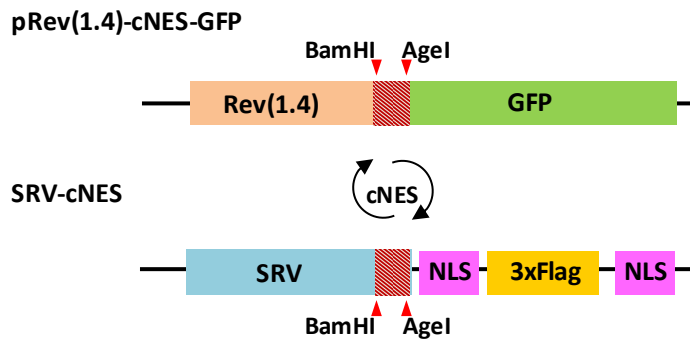 pRev(1.4)-cNES-GFP
BamHI AgeI
Rev(1.4) GFP
cNES
SRV-cNES
SRV NLS 3xFlag NLS
BamHI AgeI